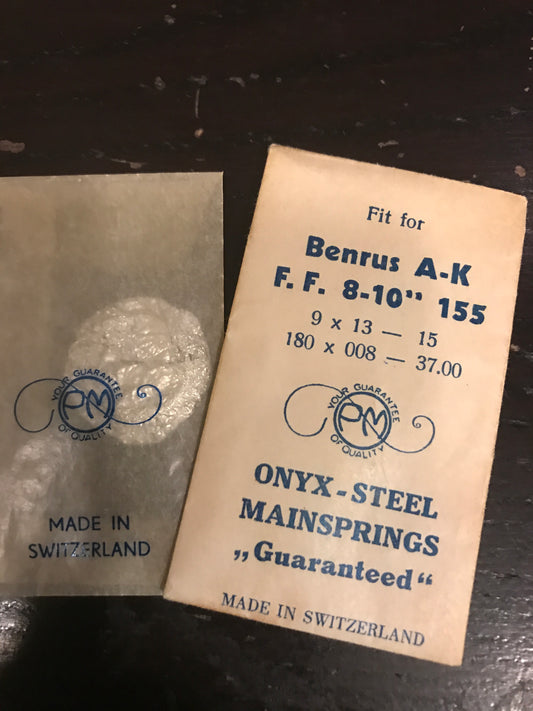 YOUR GUARANTEE
PM
OF QUALITY
MADE IN
SWITZERLAND
Fit for
Benrus A-K
F. F. 8-10" 155
9 x 13 — 15
180 x 008 — 37.00
YOUR GUARANTEE
PM
OF QUALITY
ONYX-STEEL
MAINSPRINGS
„Guaranteed“
MADE IN SWITZERLAND